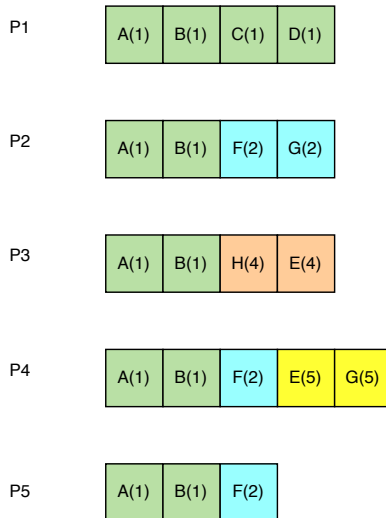 P1 A(1) B(1) C(1) D(1)
P2 A(1) B(1) F(2) G(2)
P3 A(1) B(1) H(4) E(4)
P4 A(1) B(1) F(2) E(5) G(5)
P5 A(1) B(1) F(2)